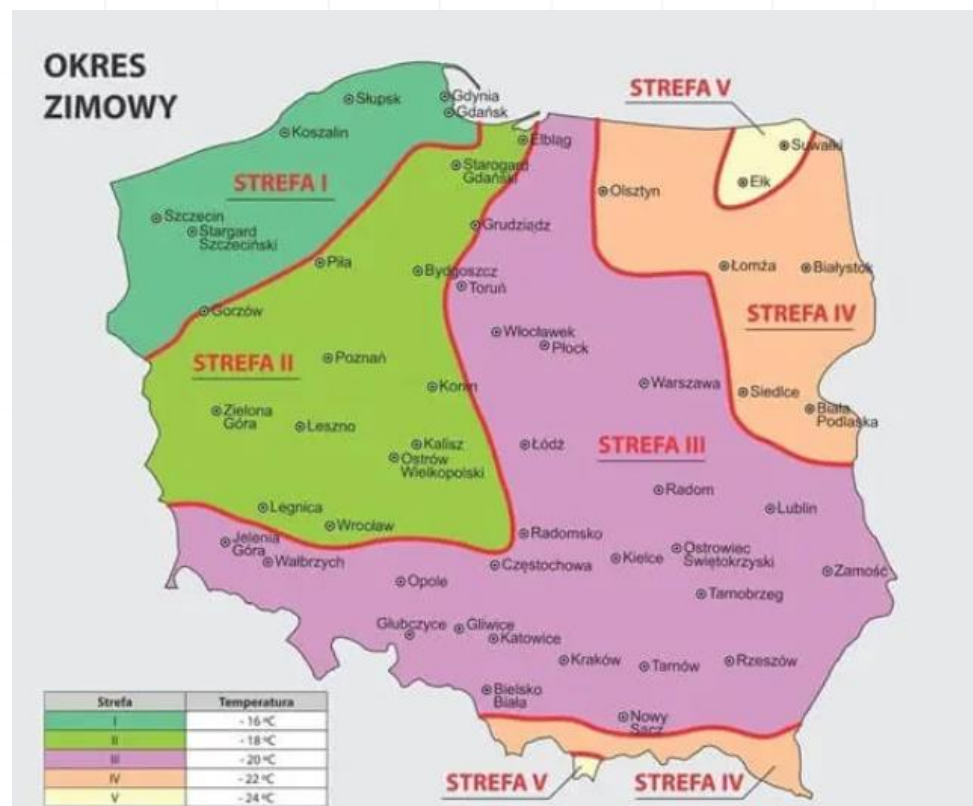 OKRES
ZIMOWY
STREFA V
Słupsk
Gdynia
Gdańsk
Koszalin
Elbląg
Suwałki
Starogard
Gdański
Ełk
STREFA I
Olsztyn
Szczecin
Stargard
Szczeciński
Grudziądz
Piła
Bydgoszcz
Łomża
Białystok
Toruń
Gorzów
STREFA IV
Włocławek
Płock
STREFA II
Poznań
Konin
Warszawa
Siedlce
Zielona
Góra
Leszno
Biała
Podlaska
Kalisz
Łódź
STREFA III
Ostrów
Wielkopolski
Radom
Legnica
Lublin
Wrocław
Radomsko
Jelenia
Góra
Wałbrzych
Częstochowa
Kielce
Ostrowiec
Świętokrzyski
Zamość
Opole
Tarnobrzeg
Głubczyce
Gliwice
Katowice
Kraków
Tarnów
Rzeszów
Bielsko
Biała
Nowy
Sącz
STREFA V
STREFA IV
Strefa Temperatura
I - 16 °C
II - 18 °C
III - 20 °C
IV - 22 °C
V - 24 °C